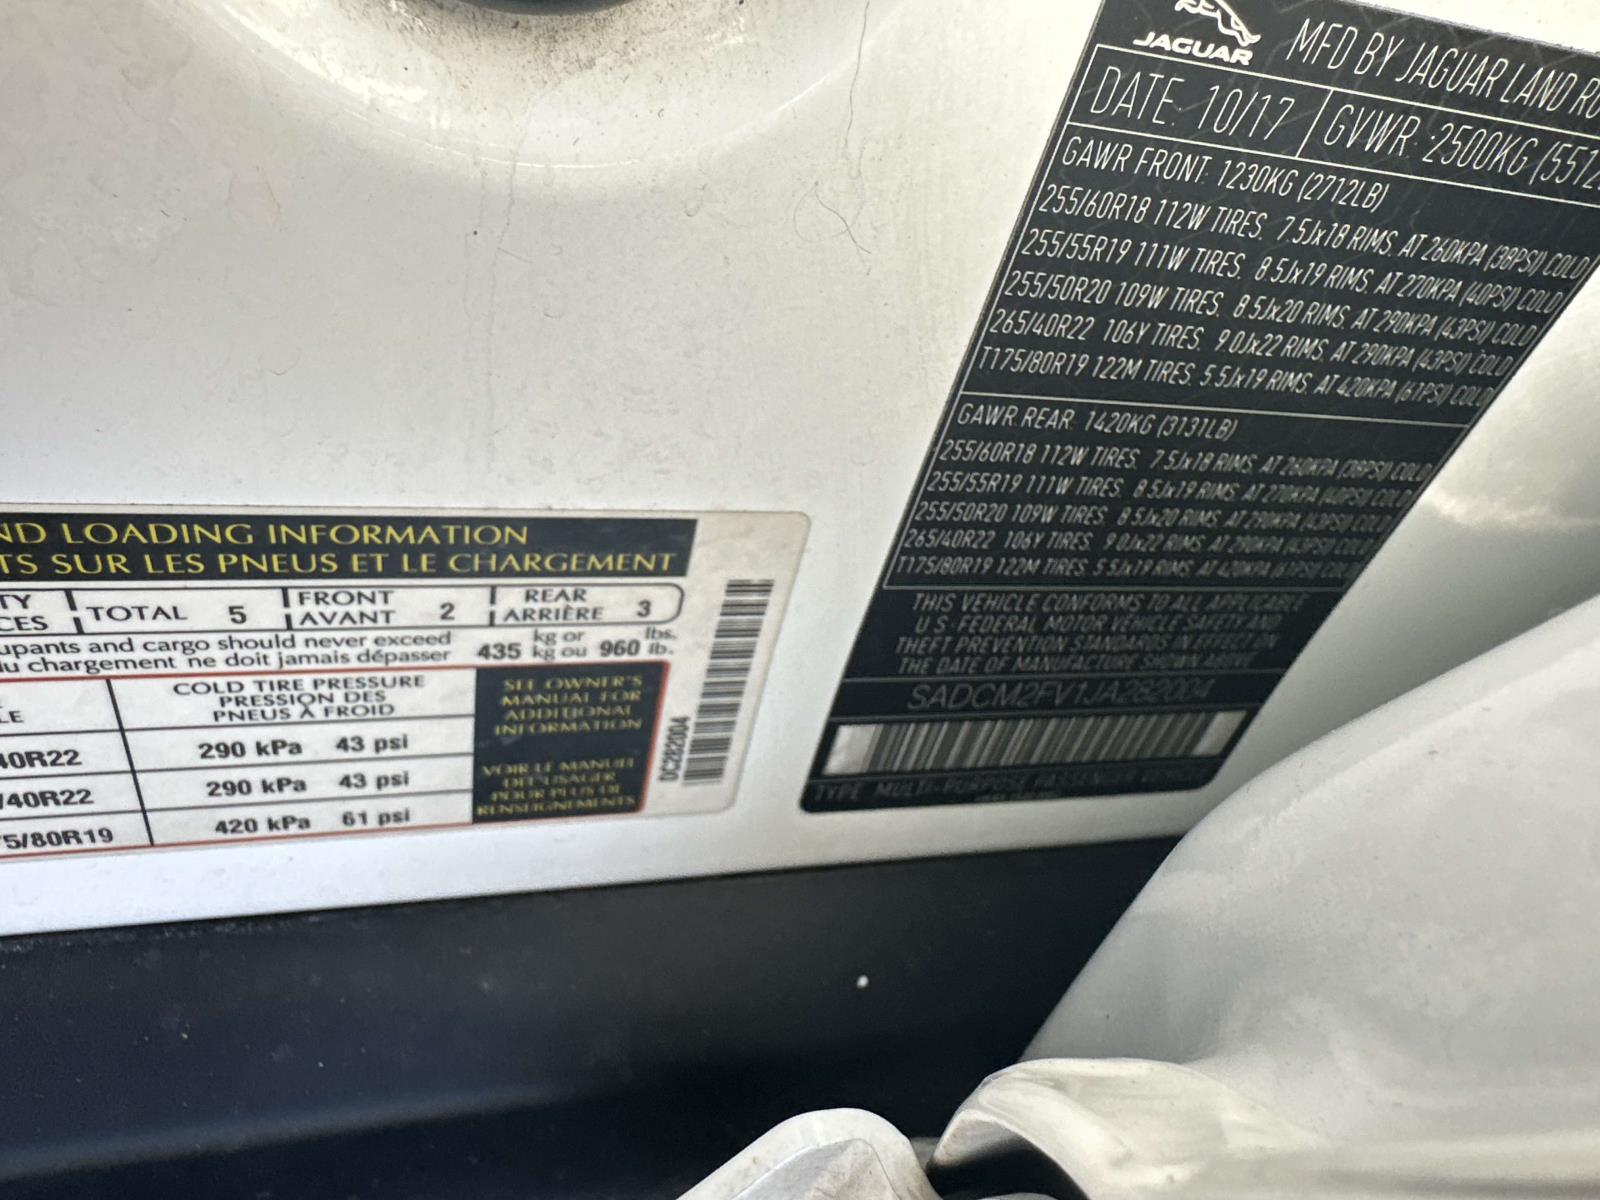 JAGUAR
MFD BY JAGUAR LAND RO
DATE: 10/17 GVWR: 2500KG (5512
GAWR FRONT: 1230KG (2712LB)
255/60R18 112W TIRES, 7.5Jx18 RIMS, AT 260KPA (38PSI) COLD
255/55R19 111W TIRES, 8.5Jx19 RIMS, AT 270KPA (40PSI) COLD
255/50R20 109W TIRES, 8.5Jx20 RIMS, AT 290KPA (43PSI) COLD
265/40R22 106Y TIRES, 9.0Jx22 RIMS, AT 290KPA (43PSI) COLD
T175/80R19 122M TIRES, 5.5Jx19 RIMS, AT 420KPA (61PSI) COLD
GAWR REAR: 1420KG (3131LB)
255/60R18 112W TIRES, 7.5Jx18 RIMS, AT 260KPA (38PSI) COLD
255/55R19 111W TIRES, 8.5Jx19 RIMS, AT 270KPA (40PSI) COLD
255/50R20 109W TIRES, 8.5Jx20 RIMS, AT 290KPA (43PSI) COLD
265/40R22 106Y TIRES, 9.0Jx22 RIMS, AT 290KPA (43PSI) COLD
T175/80R19 122M TIRES, 5.5Jx19 RIMS, AT 420KPA (61PSI) COLD
THIS VEHICLE CONFORMS TO ALL APPLICABLE
U.S. FEDERAL MOTOR VEHICLE SAFETY AND
THEFT PREVENTION STANDARDS IN EFFECT ON
THE DATE OF MANUFACTURE SHOWN ABOVE
SADCM2FV1JA282004
TYPE: MULTI-PURPOSE PASSENGER VEHICLE
ND LOADING INFORMATION
TS SUR LES PNEUS ET LE CHARGEMENT
TY TOTAL 5 FRONT 2 REAR 3
CES AVANT ARRIÈRE
upants and cargo should never exceed 435 kg or 960 lbs.
du chargement ne doit jamais dépasser kg ou lb.
LE
COLD TIRE PRESSURE
PRESSION DES
PNEUS À FROID
40R22 290 kPa 43 psi
/40R22 290 kPa 43 psi
75/80R19 420 kPa 61 psi
SEE OWNER'S
MANUAL FOR
ADDITIONAL
INFORMATION
VOIR LE MANUEL
DE L'USAGER
POUR PLUS DE
RENSEIGNEMENTS
DC282004